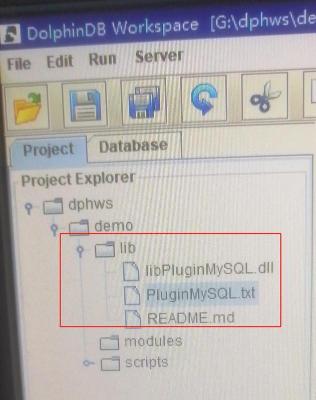 DolphinDB Workspace [G:\dphws\de
File Edit Run Server
Project Database
Project Explorer
dphws
demo
lib
libPluginMySQL.dll
PluginMySQL.txt
README.md
modules
scripts